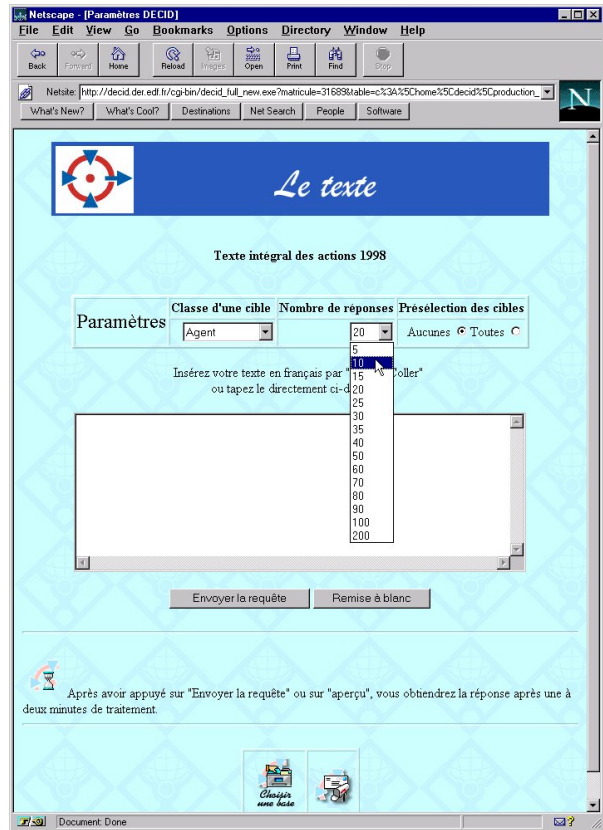 Netscape - [Paramètres DECID]
File Edit View Go Bookmarks Options Directory Window Help
Back Forward Home Reload Images Open Print Find Stop
Netsite: http://decid.der.edf.fr/cgi-bin/decid_full_new.exe?matricule=31689&table=c%3A%5Chome%5Cdecid%5Cproduction_
What's New? What's Cool? Destinations Net Search People Software
N
Le texte
Texte intégral des actions 1998
Paramètres
Classe d'une cible Nombre de réponses Présélection des cibles
Agent 20 Aucunes Toutes
5
10
15
20
25
30
35
40
50
60
70
80
90
100
200
Insérez votre texte en français par " Coller"
ou tapez le directement ci-d
Envoyer la requête Remise à blanc
Après avoir appuyé sur "Envoyer la requête" ou sur "aperçu", vous obtiendrez la réponse après une à
deux minutes de traitement.
Choisir
une base
Document: Done